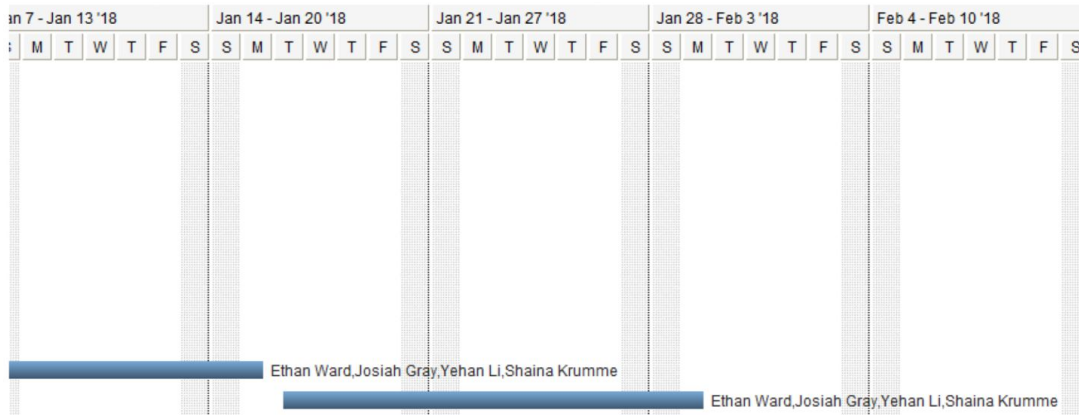 an 7 - Jan 13 '18 Jan 14 - Jan 20 '18 Jan 21 - Jan 27 '18 Jan 28 - Feb 3 '18 Feb 4 - Feb 10 '18
S M T W T F S S M T W T F S S M T W T F S S M T W T F S S M T W T F S
Ethan Ward,Josiah Gray,Yehan Li,Shaina Krumme
Ethan Ward,Josiah Gray,Yehan Li,Shaina Krumme